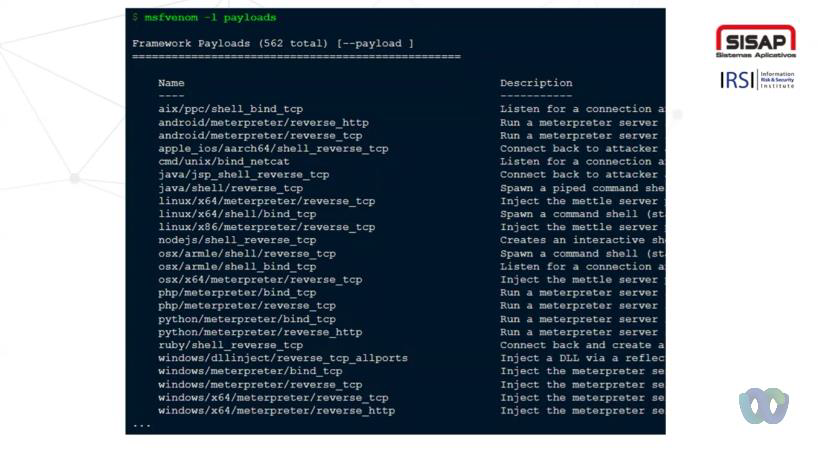 $ msfvenom -l payloads
Framework Payloads (562 total) [--payload ]
==================================================
Name Description
---- -----------
aix/ppc/shell_bind_tcp Listen for a connection a
android/meterpreter/reverse_http Run a meterpreter server
android/meterpreter/reverse_tcp Run a meterpreter server
apple_ios/aarch64/shell_reverse_tcp Connect back to attacker
cmd/unix/bind_netcat Listen for a connection a
java/jsp_shell_reverse_tcp Connect back to attacker
java/shell/reverse_tcp Spawn a piped command she
linux/x64/meterpreter/reverse_tcp Inject the mettle server
linux/x64/shell/bind_tcp Spawn a command shell (st
linux/x86/meterpreter/reverse_tcp Inject the mettle server
nodejs/shell_reverse_tcp Creates an interactive sh
osx/armle/shell/reverse_tcp Spawn a command shell (st
osx/armle/shell_bind_tcp Listen for a connection a
osx/x64/meterpreter/reverse_tcp Inject the mettle server
php/meterpreter/bind_tcp Run a meterpreter server
php/meterpreter/reverse_tcp Run a meterpreter server
python/meterpreter/bind_tcp Run a meterpreter server
python/meterpreter/reverse_http Run a meterpreter server
ruby/shell_reverse_tcp Connect back and create a
windows/dllinject/reverse_tcp_allports Inject a DLL via a reflec
windows/meterpreter/bind_tcp Inject the meterpreter se
windows/meterpreter/reverse_tcp Inject the meterpreter se
windows/x64/meterpreter/reverse_tcp Inject the meterpreter se
windows/x64/meterpreter/reverse_http Inject the meterpreter se
...
SISAP
Sistemas Aplicativos
IRSI
Information
Risk & Security
Institute